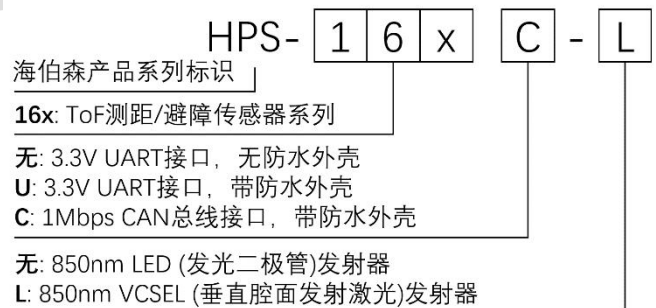 HPS- 1 6 x C - L
海伯森产品系列标识
16x: ToF测距/避障传感器系列
无: 3.3V UART接口，无防水外壳
U: 3.3V UART接口，带防水外壳
C: 1Mbps CAN总线接口，带防水外壳
无: 850nm LED (发光二极管)发射器
L: 850nm VCSEL (垂直腔面发射激光)发射器